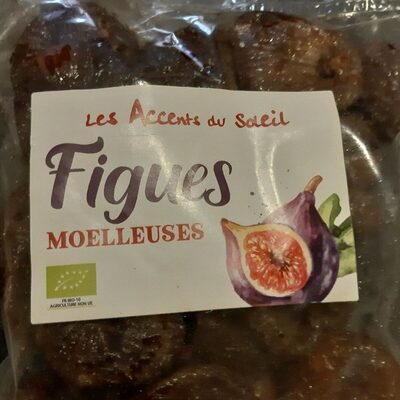 Les Accents du Soleil
Figues
MOELLEUSES
FR-BIO-10
AGRICULTURE NON UE